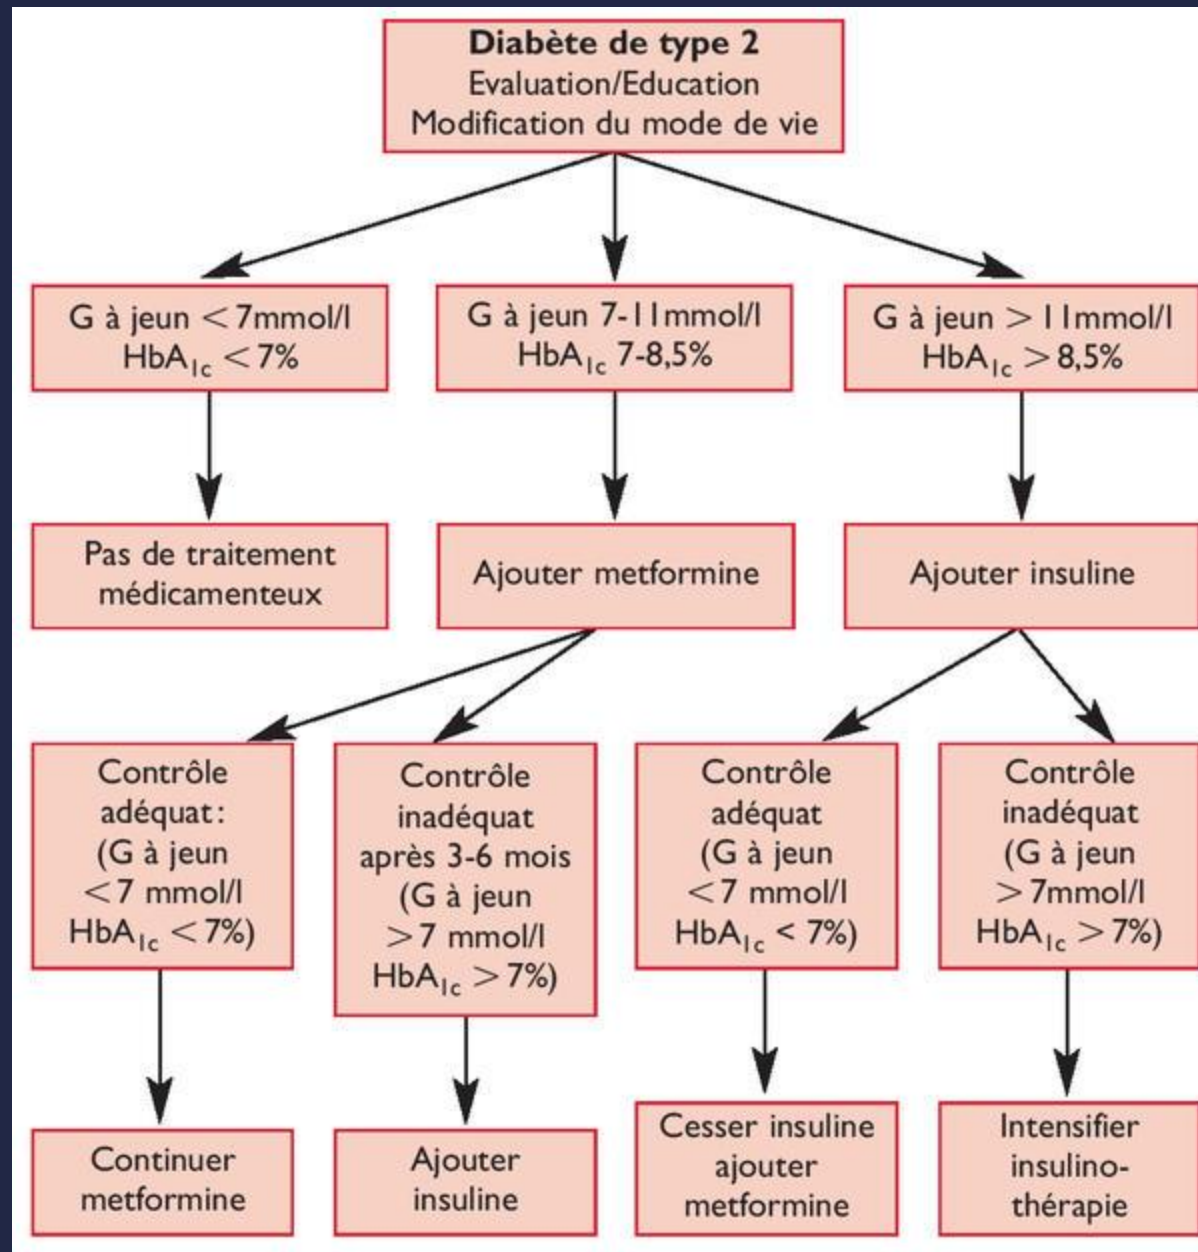 Diabète de type 2
Evaluation/Education
Modification du mode de vie
G à jeun < 7mmol/l
HbA1c < 7%
G à jeun 7-11mmol/l
HbA1c 7-8,5%
G à jeun > 11mmol/l
HbA1c > 8,5%
Pas de traitement
médicamenteux
Ajouter metformine
Ajouter insuline
Contrôle
adéquat:
(G à jeun
<7 mmol/l
HbA1c <7%)
Contrôle
inadéquat
après 3-6 mois
(G à jeun
>7 mmol/l
HbA1c >7%)
Contrôle
adéquat
(G à jeun
<7 mmol/l
HbA1c < 7%)
Contrôle
inadéquat
(G à jeun
>7mmol/l
HbA1c >7%)
Continuer
metformine
Ajouter
insuline
Cesser insuline
ajouter
metformine
Intensifier
insulino-
thérapie